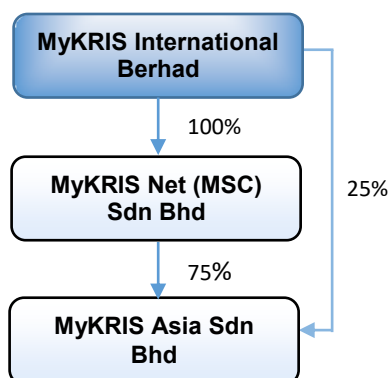 MyKRIS International
Berhad
100%
MyKRIS Net (MSC)
Sdn Bhd
25%
75%
MyKRIS Asia Sdn
Bhd